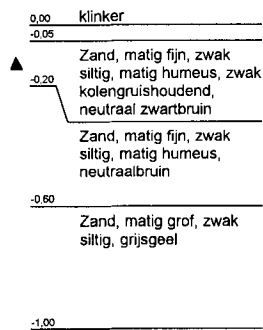 0,00 klinker
-0,05
Zand, matig fijn, zwak
siltig, matig humeus, zwak
-0,20
kolengruishoudend,
neutraal zwartbruin
Zand, matig fijn, zwak
siltig, matig humeus,
neutraalbruin
-0,60
Zand, matig grof, zwak
siltig, grijsgeel
-1,00